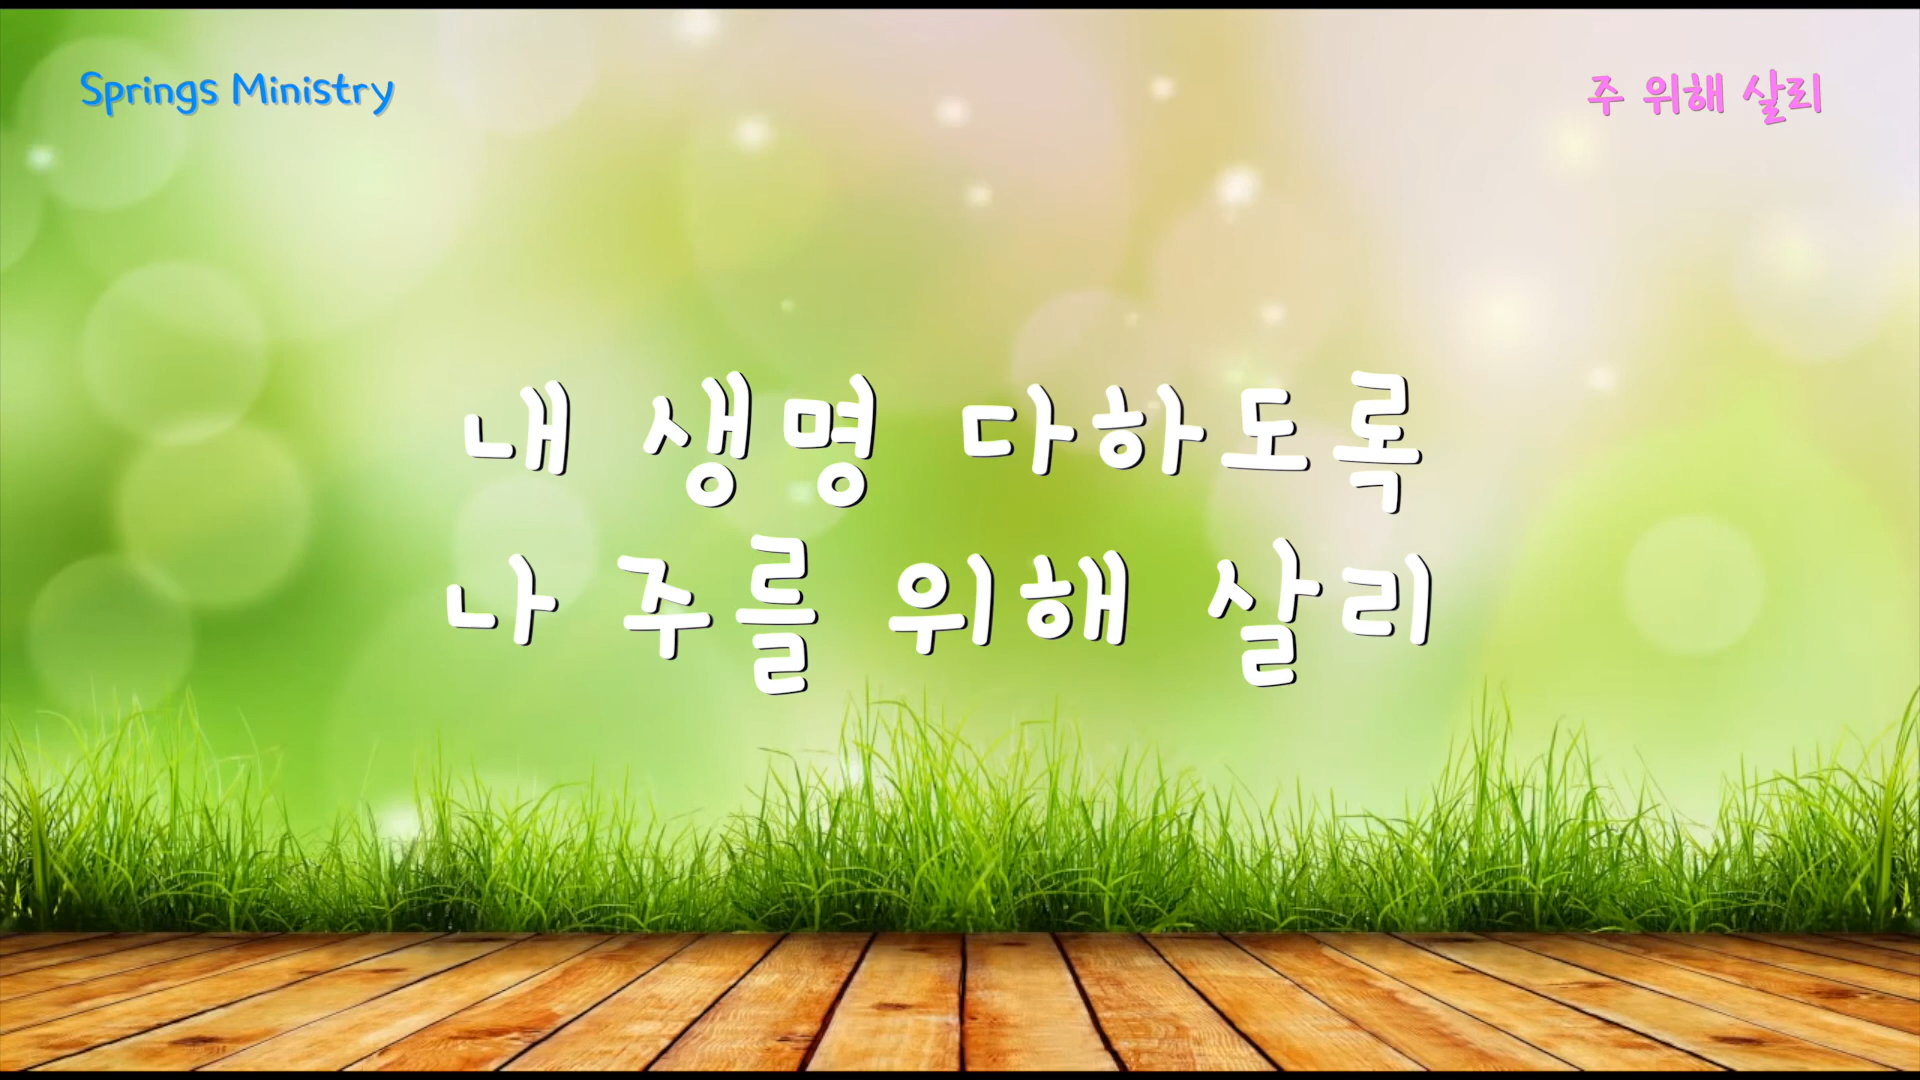 Springs Ministry
주 위해 살리
내 생명 다하도록
나 주를 위해 살리